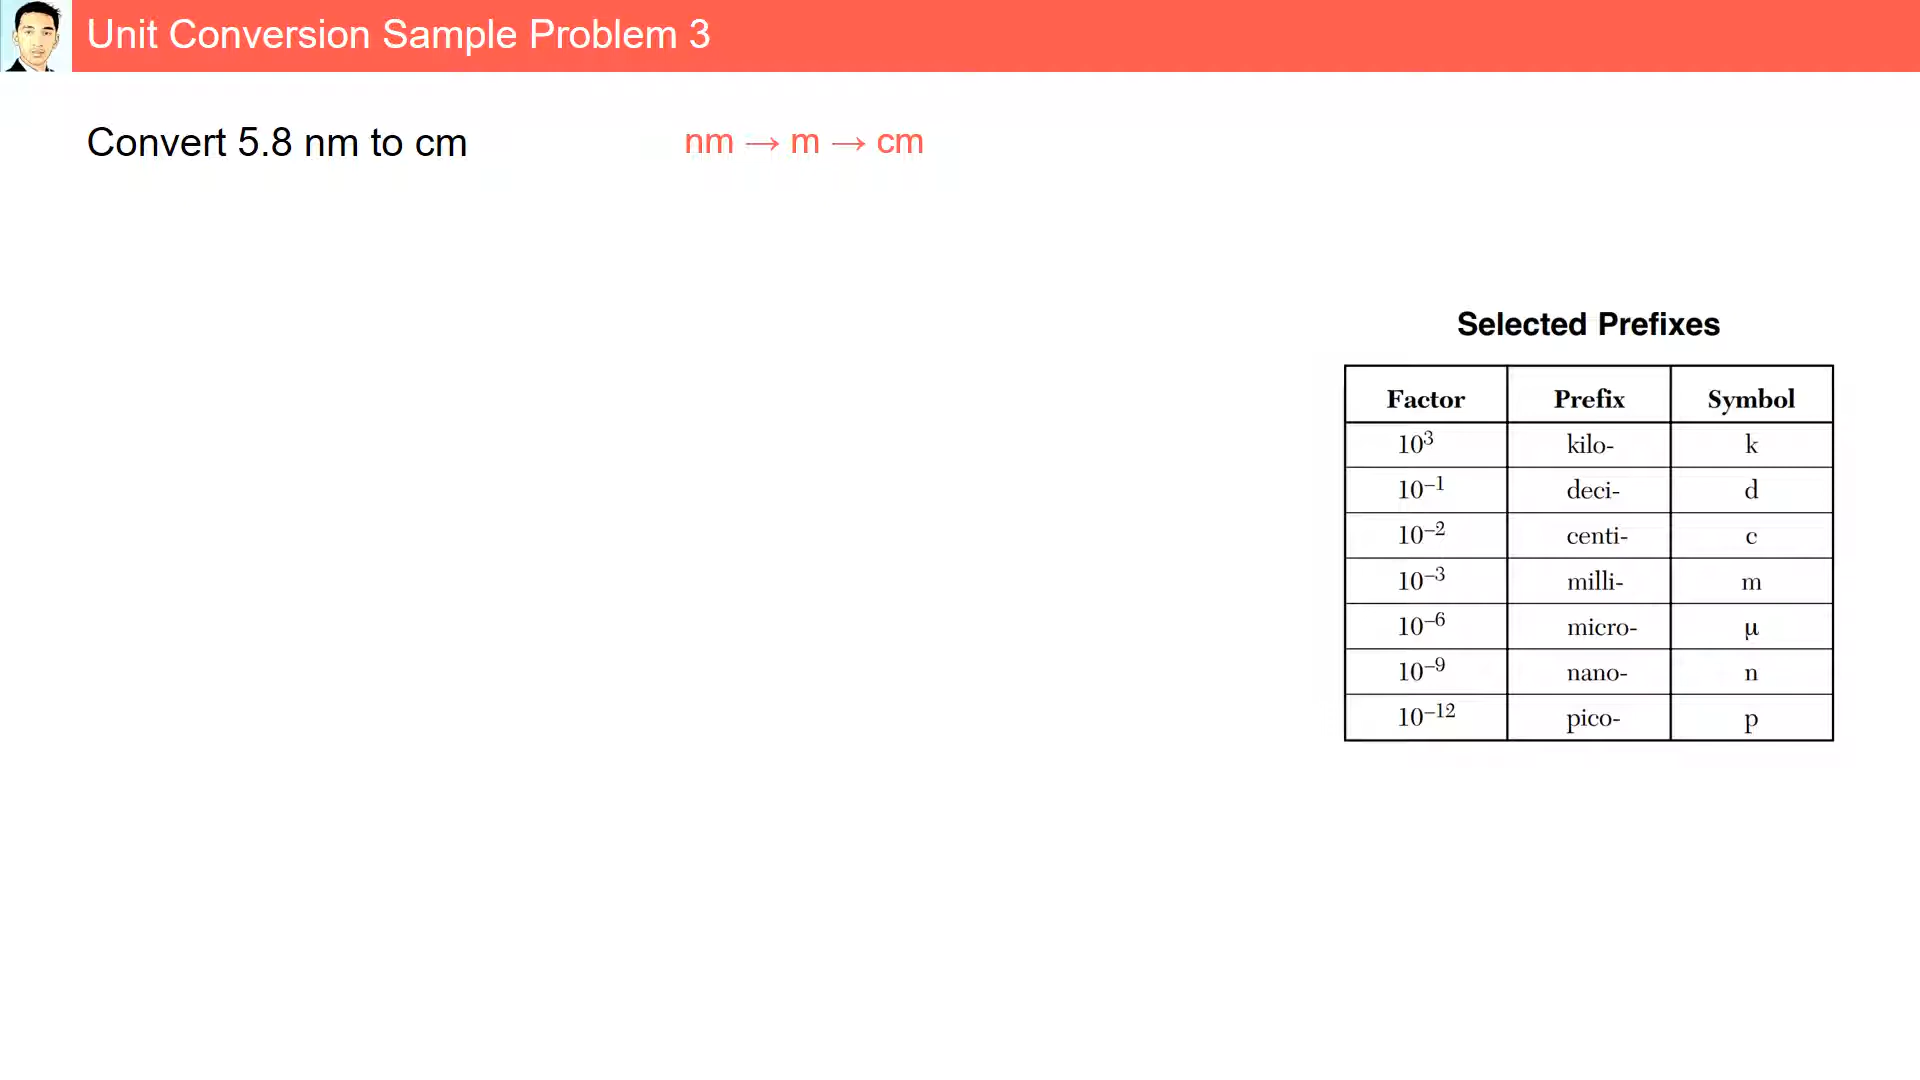 Unit Conversion Sample Problem 3
Convert 5.8 nm to cm
nm → m → cm
Selected Prefixes
Factor Prefix Symbol
10³ kilo- k
10⁻¹ deci- d
10⁻² centi- c
10⁻³ milli- m
10⁻⁶ micro- μ
10⁻⁹ nano- n
10⁻¹² pico- p